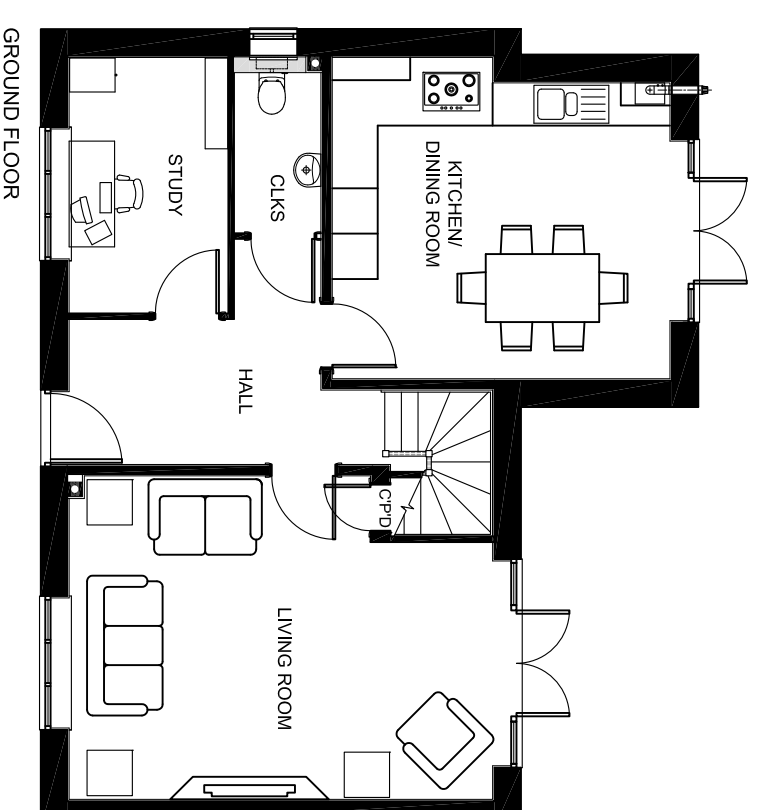 GROUND FLOOR
STUDY
CLKS
KITCHEN/
DINING ROOM
HALL
C'P'D
LIVING ROOM